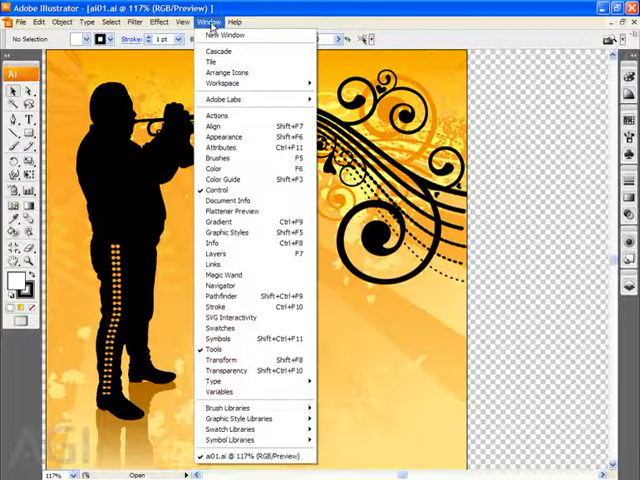 Adobe Illustrator - [ai01.ai @ 117% (RGB/Preview) ]
File Edit Object Type Select Filter Effect View Window Help
No Selection Stroke: 1 pt %
New Window
Cascade
Tile
Arrange Icons
Workspace
Adobe Labs
Actions
Align Shift+F7
Appearance Shift+F6
Attributes Ctrl+F11
Brushes F5
Color F6
Color Guide Shift+F3
Control
Document Info
Flattener Preview
Gradient Ctrl+F9
Graphic Styles Shift+F5
Info Ctrl+F8
Layers F7
Links
Magic Wand
Navigator
Pathfinder Shift+Ctrl+F9
Stroke Ctrl+F10
SVG Interactivity
Swatches
Symbols Shift+Ctrl+F11
Tools
Transform Shift+F8
Transparency Shift+Ctrl+F10
Type
Variables
Brush Libraries
Graphic Style Libraries
Swatch Libraries
Symbol Libraries
ai01.ai @ 117% (RGB/Preview)
Ai
AGI
117% Open